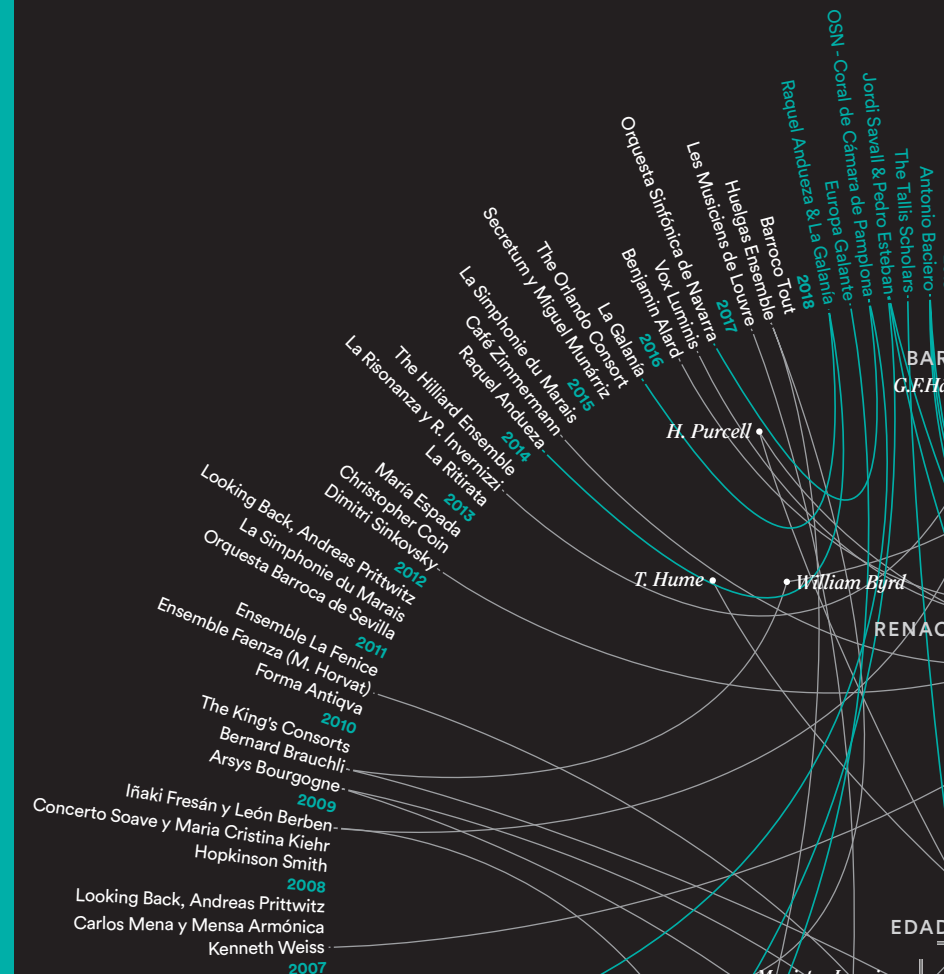 OSN - Coral de Cámara de Pamplona
Jordi Savall & Pedro Esteban
The Tallis Scholars
Antonio Baciero
Raquel Andueza & La Galanía
Europa Galante
2018
Barroco Tout
Huelgas Ensemble
Les Musiciens de Louvre
2017
Orquesta Sinfónica de Navarra
Vox Luminis
Benjamin Alard
2016
La Galanía
The Orlando Consort
Secretum y Miguel Munárriz
2015
La Simphonie du Marais
Café Zimmermann
Raquel Andueza
2014
The Hilliard Ensemble
La Risonanza y R. Invernizzi
La Ritirata
2013
María Espada
Christopher Coin
Dimitri Sinkovsky
2012
Looking Back, Andreas Prittwitz
La Simphonie du Marais
Orquesta Barroca de Sevilla
2011
Ensemble La Fenice
Ensemble Faenza (M. Horvat)
Forma Antiqva
2010
The King's Consorts
Bernard Brauchli
Arsys Bourgogne
2009
Iñaki Fresán y León Berben
Concerto Soave y Maria Cristina Kiehr
Hopkinson Smith
2008
Looking Back, Andreas Prittwitz
Carlos Mena y Mensa Armónica
Kenneth Weiss
2007
BAR
G.F.Ha
H. Purcell
T. Hume
William Byrd
RENAC
EDAD